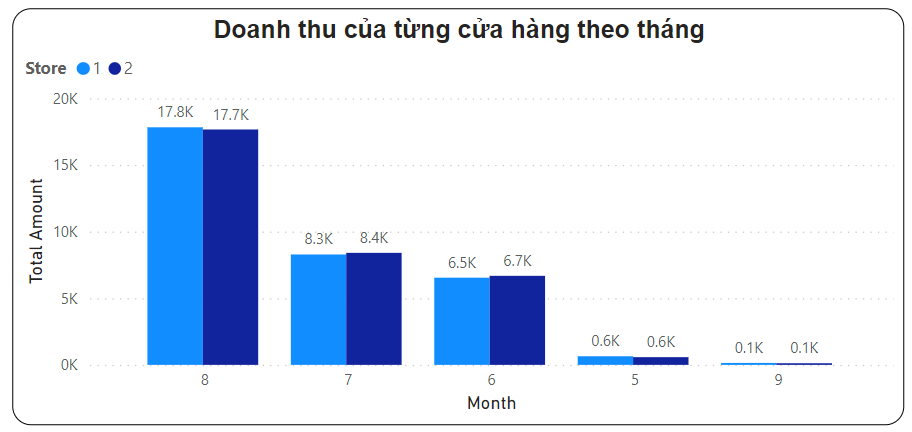 Doanh thu của từng cửa hàng theo tháng
Store 1 2
20K
15K
10K
5K
0K
Total Amount
17.8K 17.7K
8.3K 8.4K
6.5K 6.7K
0.6K 0.6K
0.1K 0.1K
8 7 6 5 9
Month